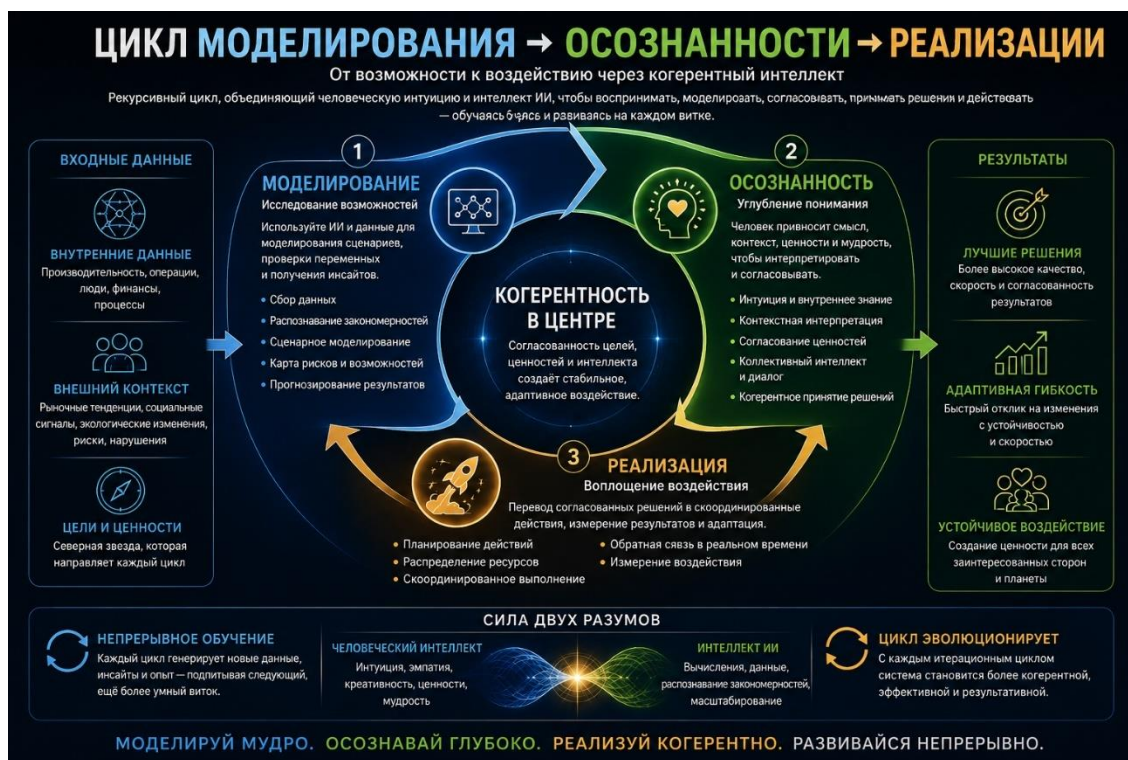 ЦИКЛ МОДЕЛИРОВАНИЯ → ОСОЗНАННОСТИ → РЕАЛИЗАЦИИ
От возможности к воздействию через когерентный интеллект
Рекурсивный цикл, объединяющий человеческую интуицию и интеллект ИИ, чтобы воспринимать, моделировать, согласовывать, принимать решения и действовать
— обучаясь и развиваясь на каждом витке.
ВХОДНЫЕ ДАННЫЕ
ВНУТРЕННИЕ ДАННЫЕ
Производительность, операции,
люди, финансы,
процессы
ВНЕШНИЙ КОНТЕКСТ
Рыночные тенденции, социальные
сигналы, экологические изменения,
риски, нарушения
ЦЕЛИ И ЦЕННОСТИ
Северная звезда, которая
направляет каждый цикл
1
МОДЕЛИРОВАНИЕ
Исследование возможностей
Используйте ИИ и данные для
моделирования сценариев,
проверки переменных
и получения инсайтов.
• Сбор данных
• Распознавание закономерностей
• Сценарное моделирование
• Карта рисков и возможностей
• Прогнозирование результатов
КОГЕРЕНТНОСТЬ
В ЦЕНТРЕ
Согласованность целей,
ценностей и интеллекта
создаёт стабильное,
адаптивное воздействие.
2
ОСОЗНАННОСТЬ
Углубление понимания
Человек привносит смысл,
контекст, ценности и мудрость,
чтобы интерпретировать
и согласовывать.
• Интуиция и внутреннее знание
• Контекстная интерпретация
• Согласование ценностей
• Коллективный интеллект
и диалог
• Когерентное принятие решений
3
РЕАЛИЗАЦИЯ
Воплощение воздействия
Перевод согласованных решений в скоординированные
действия, измерение результатов и адаптация.
• Планирование действий
• Распределение ресурсов
• Скоординированное выполнение
• Обратная сявзь в реальном времени
• Измерение воздействия
РЕЗУЛЬТАТЫ
ЛУЧШИЕ РЕШЕНИЯ
Более высокое качество,
скорость и согласованность
результатов
АДАПТИВНАЯ ГИБКОСТЬ
Быстрый отклик на изменения
с устойчивостью
и скоростью
УСТОЙЧИВОЕ ВОЗДЕЙСТВИЕ
Создание ценности для всех
заинтересованных сторон
и планеты
НЕПРЕРЫВНОЕ ОБУЧЕНИЕ
Каждый цикл генерирует новые данные,
инсайты и опыт — подпитывая следующий,
ещё более умный виток.
СИЛА ДВУХ РАЗУМОВ
ЧЕЛОВЕЧЕСКИЙ ИНТЕЛЛЕКТ
Интуиция, эмпатия,
креативность, ценности,
мудрость
ИНТЕЛЛЕКТ ИИ
Вычисления, данные,
распознавание закономерностей,
масштабирование
ЦИКЛ ЭВОЛЮЦИОНИРУЕТ
С каждым итерационным циклом
система становится более когерентной,
эффективной и результативной.
МОДЕЛИРУЙ МУДРО. ОСОЗНАВАЙ ГЛУБОКО. РЕАЛИЗУЙ КОГЕРЕНТНО. РАЗВИВАЙСЯ НЕПРЕРЫВНО.